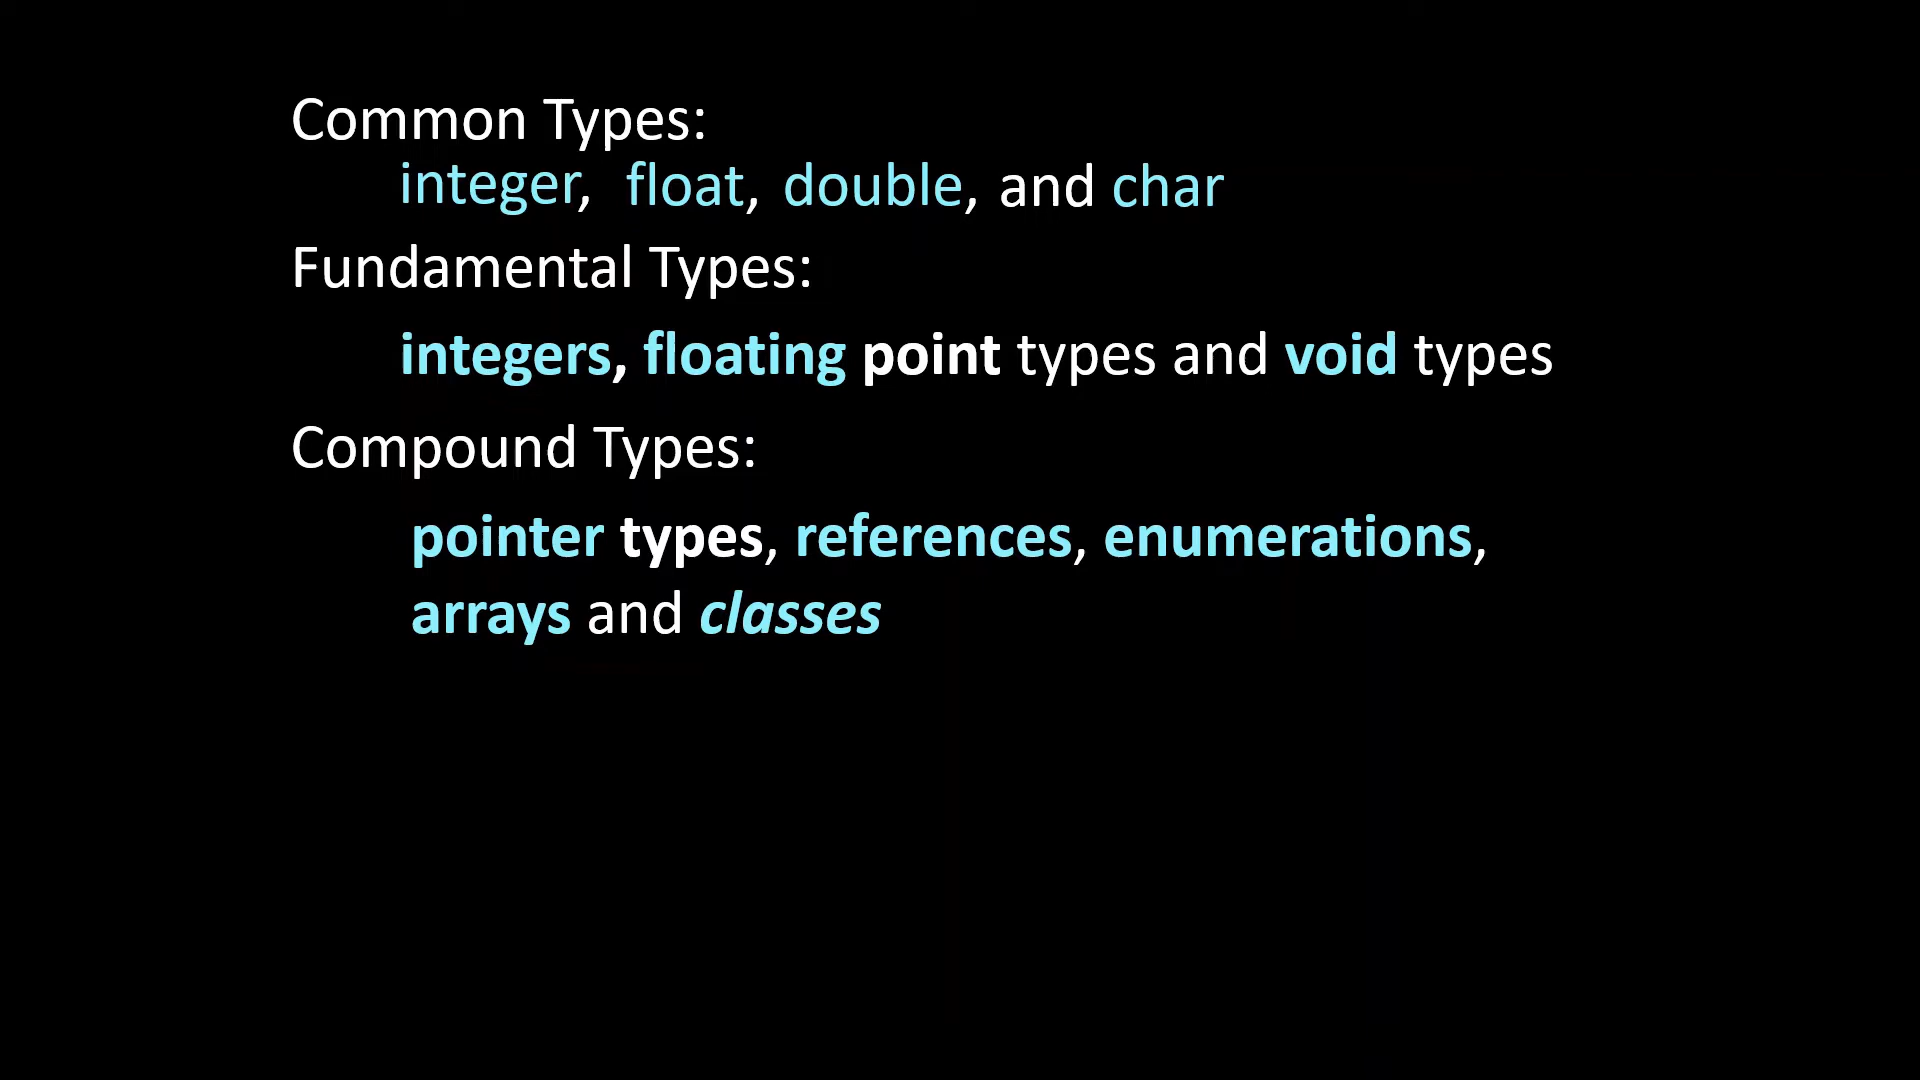 Common Types:
integer, float, double, and char
Fundamental Types:
integers, floating point types and void types
Compound Types:
pointer types, references, enumerations,
arrays and classes